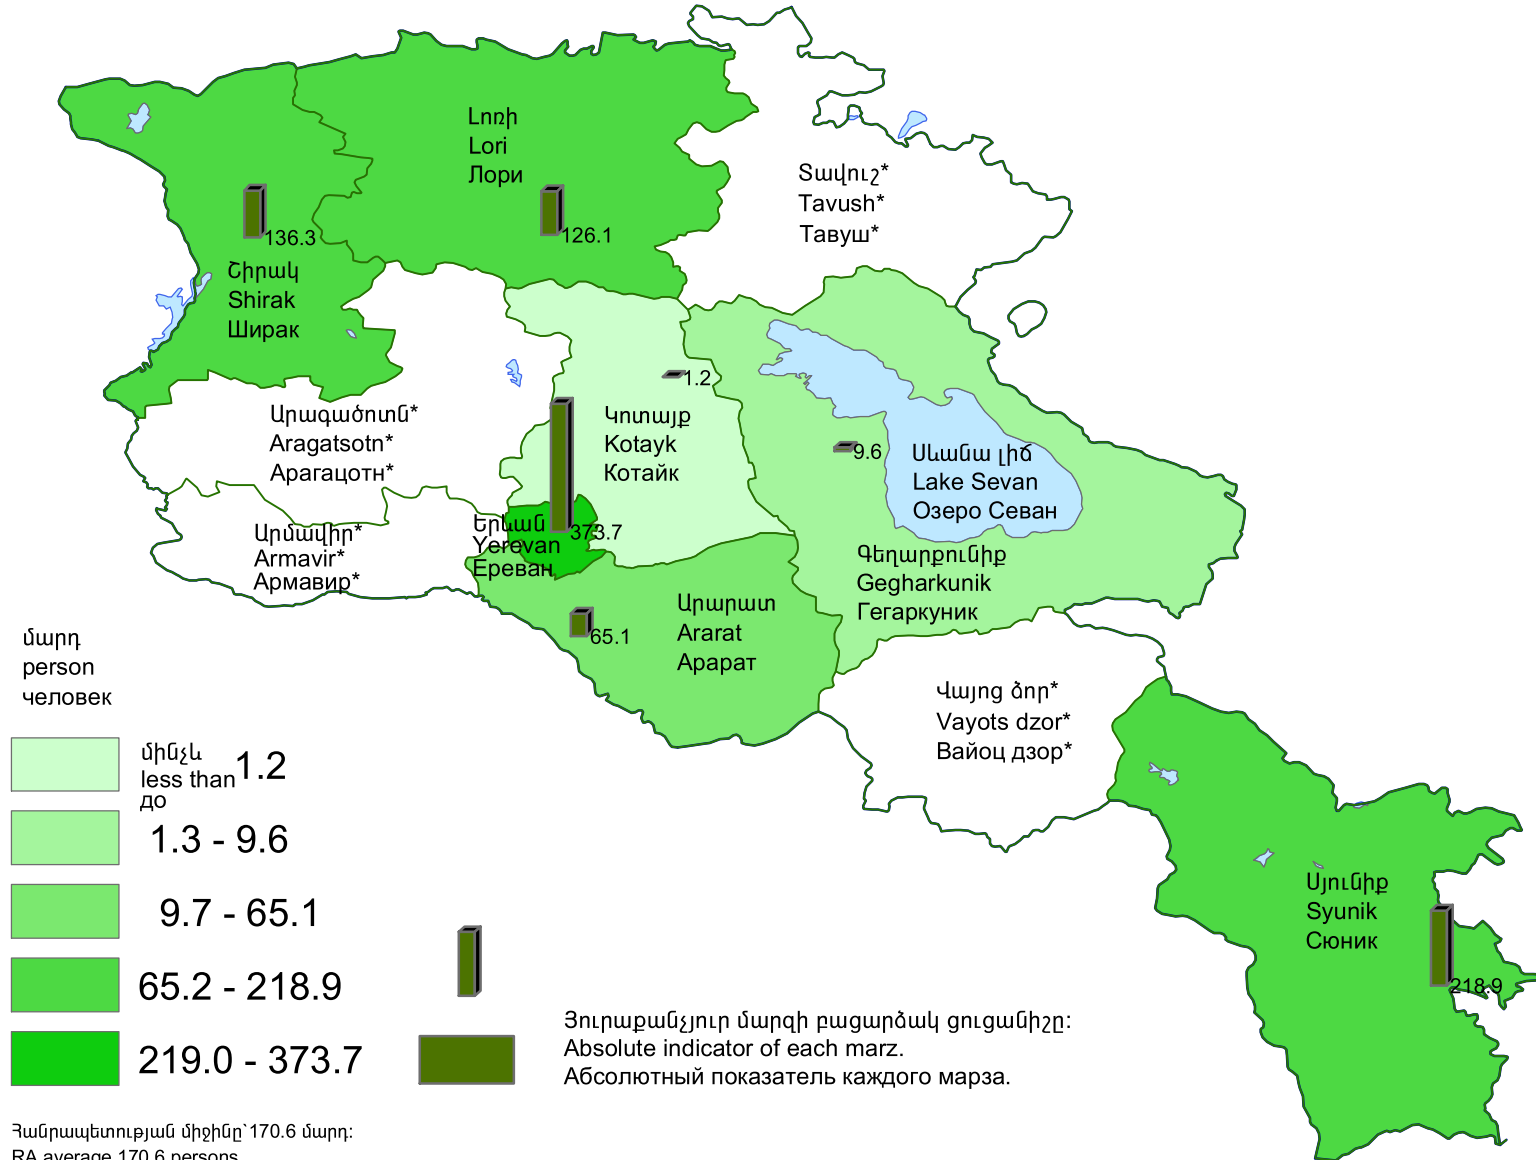 Լոռի
Lori
Лори
Տավուշ*
Tavush*
Тавуш*
136.3
126.1
Շիրակ
Shirak
Ширак
1.2
Արագածոտն*
Aragatsotn*
Арагацотн*
Կոտայք
Kotayk
Котайк
9.6
Սևանա լիճ
Lake Sevan
Озеро Севан
Արմավիր*
Armavir*
Армавир*
Երևան
Yerevan
Ереван
373.7
Գեղարքունիք
Gegharkunik
Гегаркуник
65.1
Արարատ
Ararat
Арарат
մարդ
person
человек
Վայոց ձոր*
Vayots dzor*
Вайоц дзор*
մինչև
less than 1.2
до
1.3 - 9.6
9.7 - 65.1
65.2 - 218.9
219.0 - 373.7
Սյունիք
Syunik
Сюник
218.9
Յուրաքանչյուր մարզի բացարձակ ցուցանիշը:
Absolute indicator of each marz.
Абсолютный показатель каждого марза.
Հանրապետության միջինը`170.6 մարդ:
RA average 170.6 persons